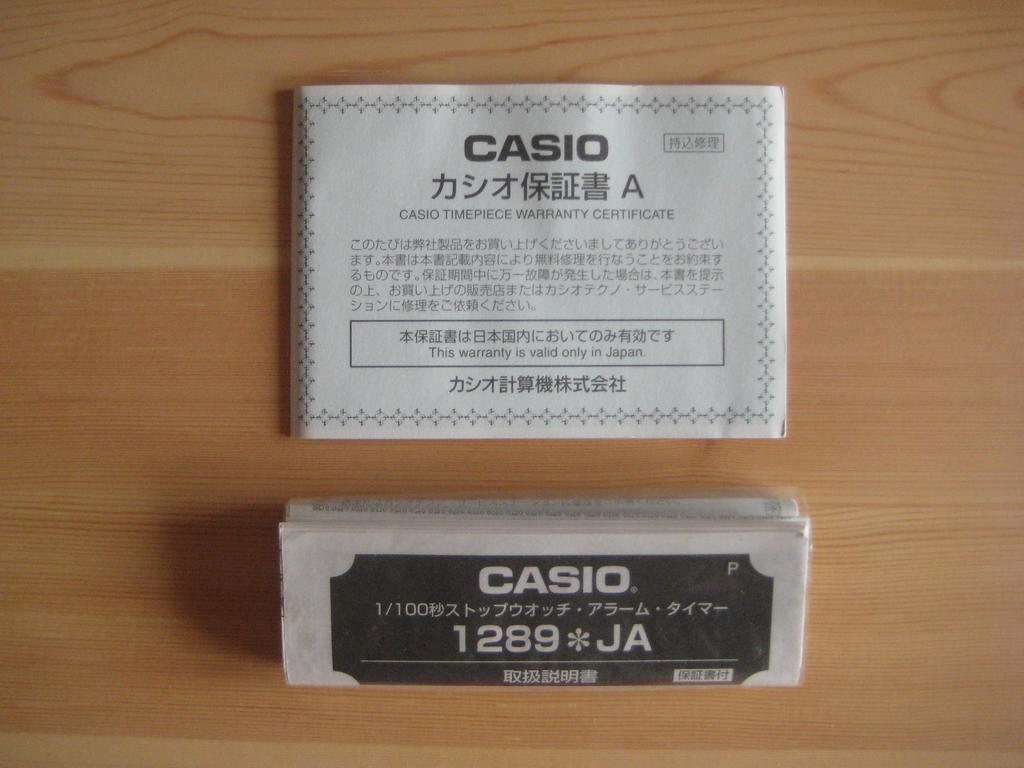 CASIO
持込修理
カシオ保証書 A
CASIO TIMEPIECE WARRANTY CERTIFICATE
このたびは弊社製品をお買い上げくださいましてありがとうござい
ます。本書は本書記載内容により無料修理を行なうことをお約束す
るものです。保証期間中に万一故障が発生した場合は、本書を提示
の上、お買い上げの販売店またはカシオテクノ・サービスステー
ションに修理をご依頼ください。
本保証書は日本国内においてのみ有効です
This warranty is valid only in Japan.
カシオ計算機株式会社
CASIO®
P
1/100秒ストップウオッチ・アラーム・タイマー
1289✻JA
取扱説明書
保証書付